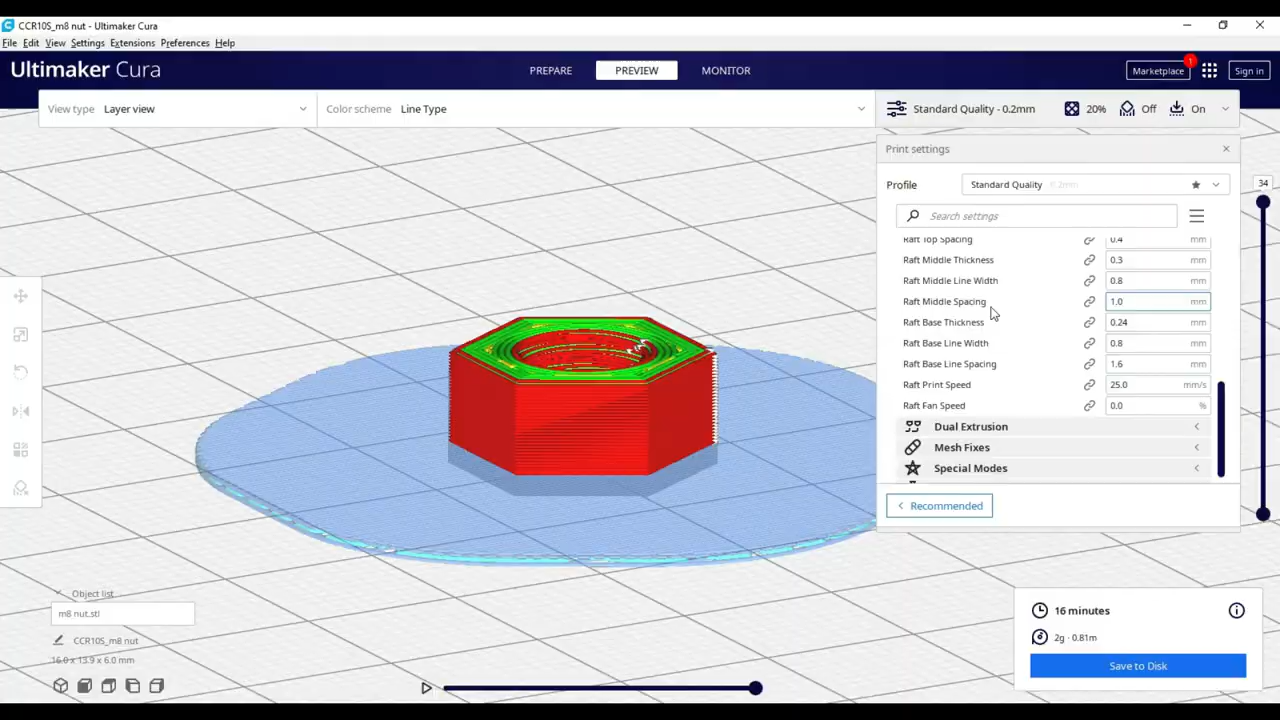 CCR10S_m8 nut - Ultimaker Cura
File Edit View Settings Extensions Preferences Help
Ultimaker Cura
PREPARE PREVIEW MONITOR
Marketplace 1 Sign in
View type Layer view Color scheme Line Type Standard Quality - 0.2mm 20% Off On
Print settings
Profile Standard Quality 0.2mm
Search settings
34
Raft Top Spacing 0.4 mm
Raft Middle Thickness 0.3 mm
Raft Middle Line Width 0.8 mm
Raft Middle Spacing 1.0 mm
Raft Base Thickness 0.24 mm
Raft Base Line Width 0.8 mm
Raft Base Line Spacing 1.6 mm
Raft Print Speed 25.0 mm/s
Raft Fan Speed 0.0 %
Dual Extrusion
Mesh Fixes
Special Modes
Recommended
Object list
m8 nut.stl
CCR10S_m8 nut
16.0 x 13.9 x 6.0 mm
16 minutes
2g · 0.81m
Save to Disk